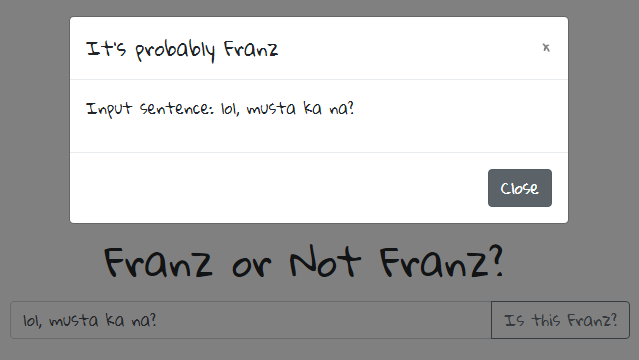 It's probably Franz
x
Input sentence: lol, musta ka na?
Close
Franz or Not Franz?
lol, musta ka na?
Is this Franz?